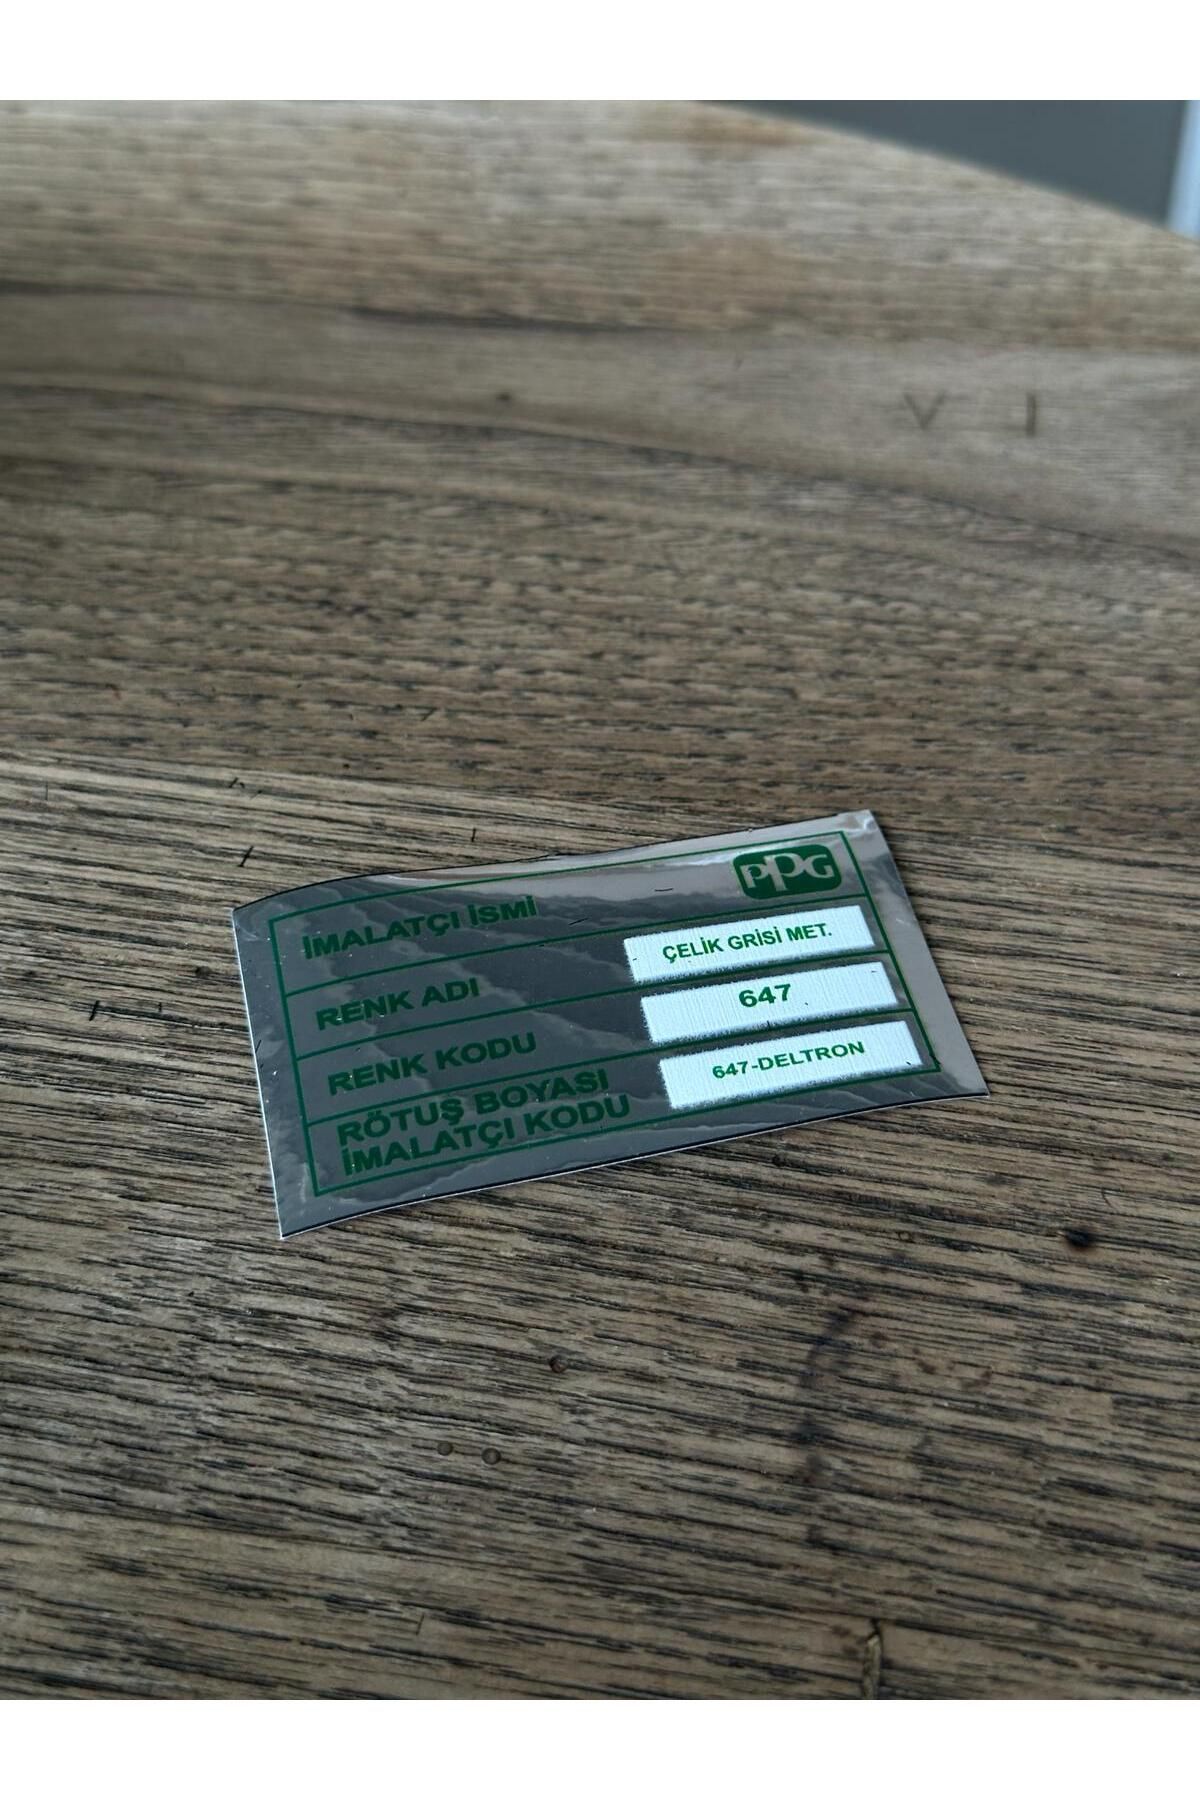 İMALATÇI İSMİ PPG
RENK ADI ÇELİK GRİSİ MET.
RENK KODU 647
RÖTUŞ BOYASI
İMALATÇI KODU 647-DELTRON